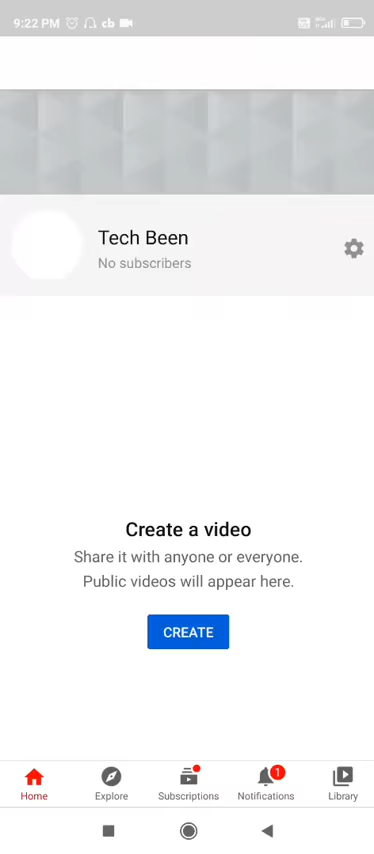 9:22 PM cb
Tech Been
No subscribers
Create a video
Share it with anyone or everyone.
Public videos will appear here.
CREATE
1
Home Explore Subscriptions Notifications Library